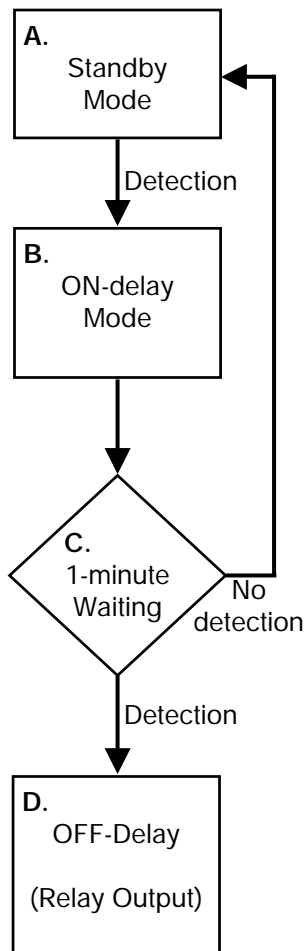 A.
Standby
Mode
Detection
B.
ON-delay
Mode
C.
1-minute
Waiting
No
detection
Detection
D.
OFF-Delay
(Relay Output)